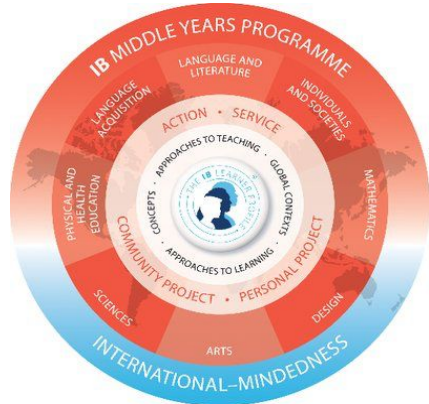 IB MIDDLE YEARS PROGRAMME
LANGUAGE AND
LITERATURE
INDIVIDUALS
AND SOCIETIES
MATHEMATICS
DESIGN
ARTS
SCIENCES
PHYSICAL AND
HEALTH
EDUCATION
LANGUAGE
ACQUISITION
ACTION • SERVICE
COMMUNITY PROJECT • PERSONAL PROJECT
APPROACHES TO TEACHING •
GLOBAL CONTEXTS
• APPROACHES TO LEARNING •
CONCEPTS •
THE IB LEARNER PROFILE
INTERNATIONAL–MINDEDNESS